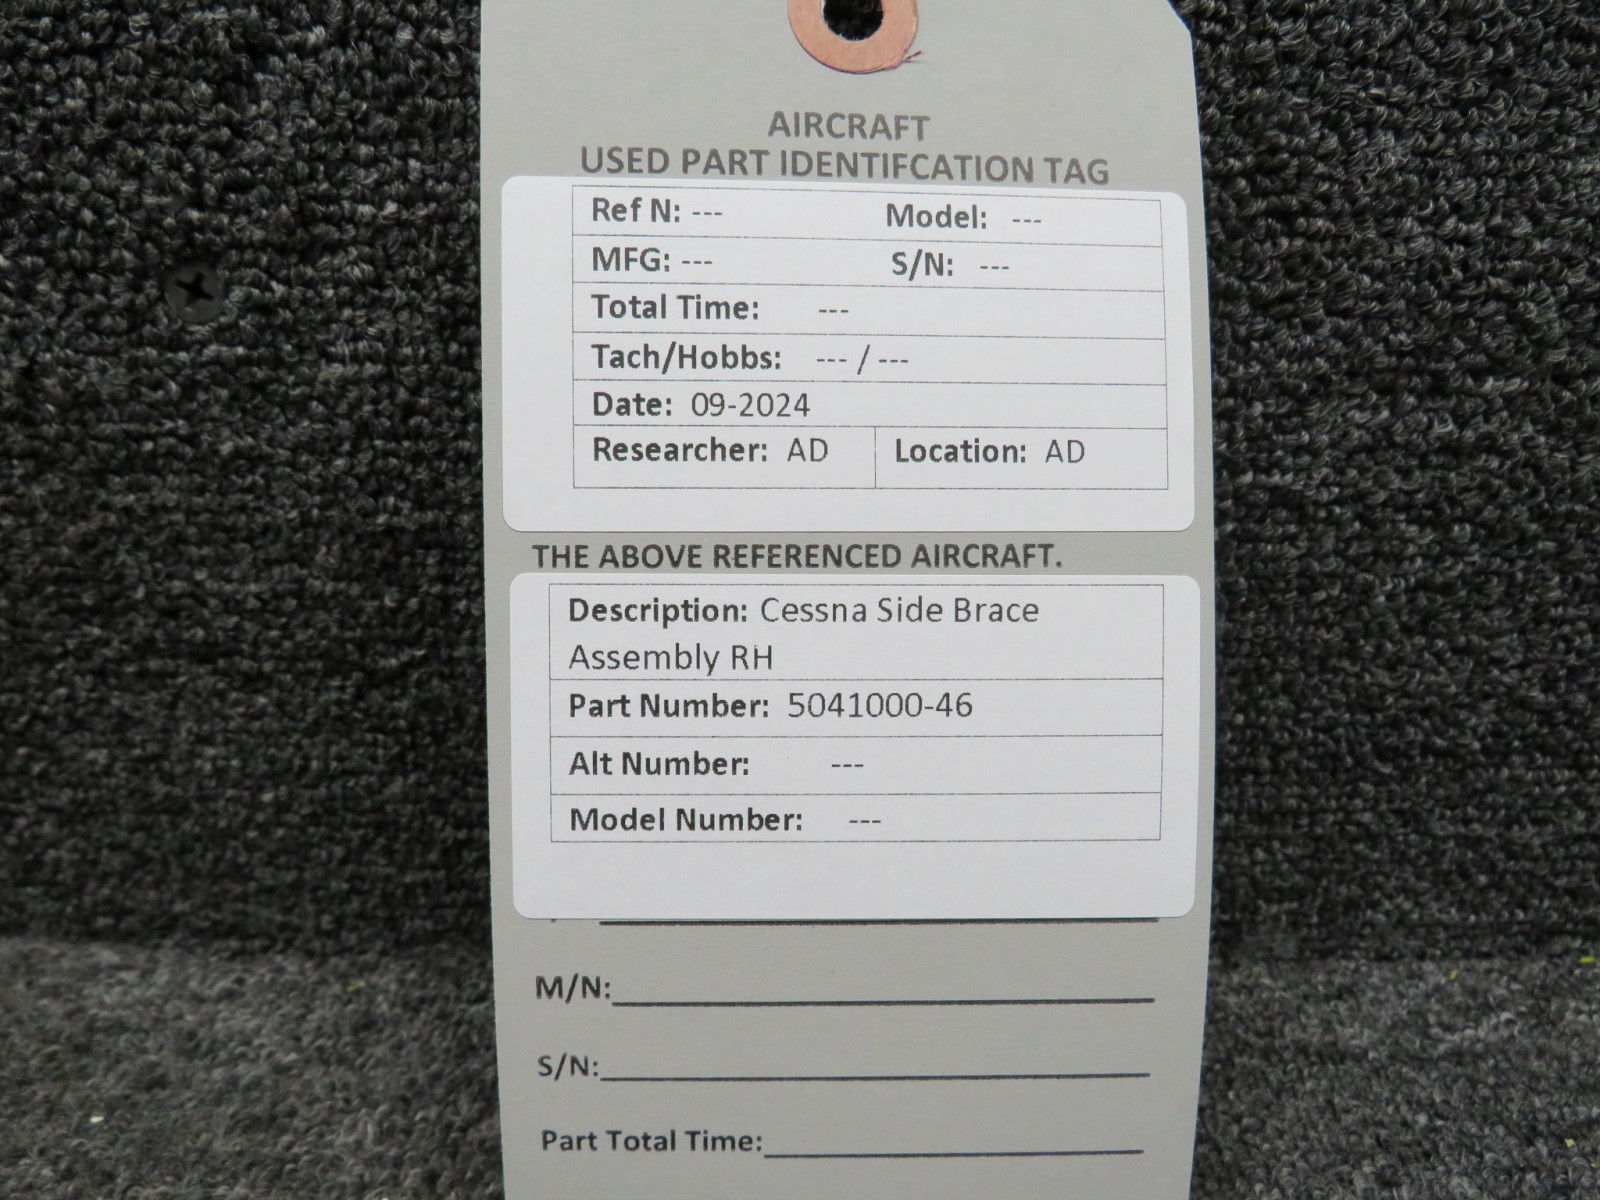 AIRCRAFT
USED PART IDENTIFCATION TAG
Ref N: --- Model: ---
MFG: --- S/N: ---
Total Time: ---
Tach/Hobbs: --- / ---
Date: 09-2024
Researcher: AD Location: AD
THE ABOVE REFERENCED AIRCRAFT.
Description: Cessna Side Brace
Assembly RH
Part Number: 5041000-46
Alt Number: ---
Model Number: ---
M/N:
S/N:
Part Total Time: